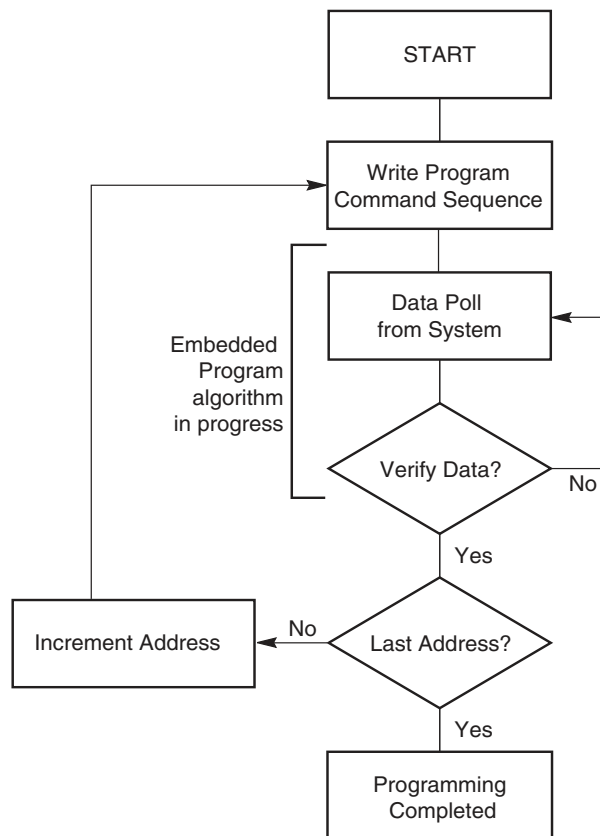 START
Write Program
Command Sequence
Data Poll
from System
Embedded
Program
algorithm
in progress
Verify Data?
No
Yes
Last Address?
No
Increment Address
Yes
Programming
Completed